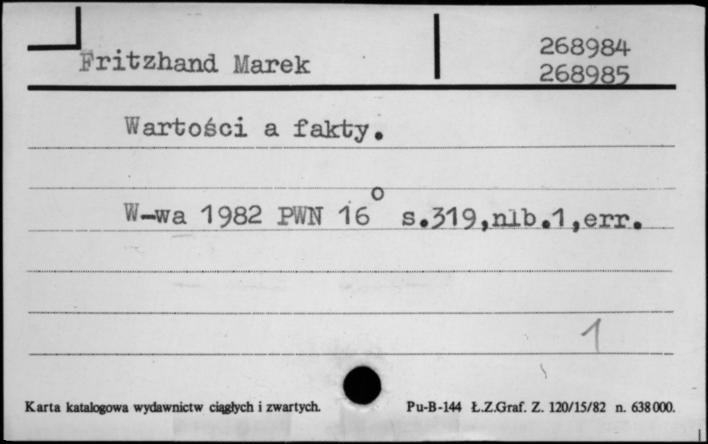 268984
Fritzhand Marek
268985
Wartości a fakty.
W-wa 1982 PWN 16° s.319,nlb.1,err.
1
Karta katalogowa wydawnictw ciągłych i zwartych. Pu-B-144 Ł.Z.Graf. Z. 120/15/82 n. 638000.